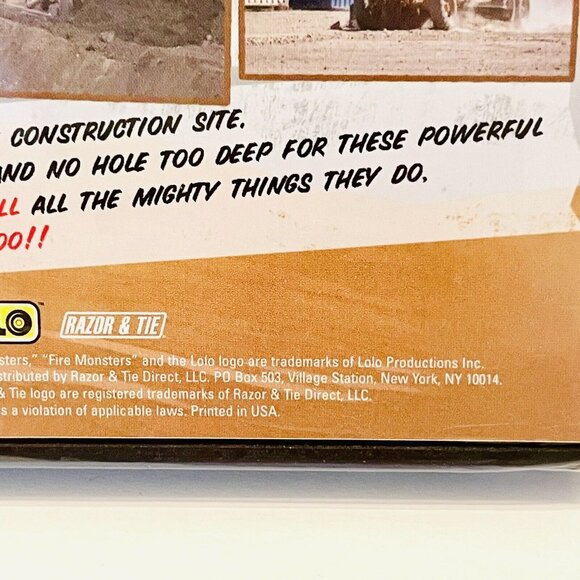 CONSTRUCTION SITE.
AND NO HOLE TOO DEEP FOR THESE POWERFUL
ALL THE MIGHTY THINGS THEY DO,
OO!!
LO™
RAZOR & TIE
sters," "Fire Monsters" and the Lolo logo are trademarks of Lolo Productions Inc.
stributed by Razor & Tie Direct, LLC. PO Box 503, Village Station, New York, NY 10014.
& Tie logo are registered trademarks of Razor & Tie Direct, LLC.
s a violation of applicable laws. Printed in USA.